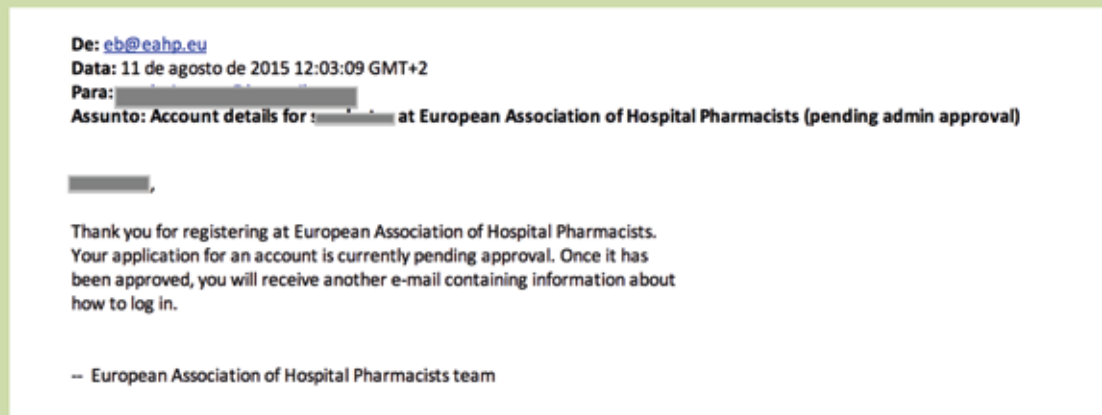 De: eb@eahp.eu
Data: 11 de agosto de 2015 12:03:09 GMT+2
Para:
Assunto: Account details for at European Association of Hospital Pharmacists (pending admin approval)
,
Thank you for registering at European Association of Hospital Pharmacists.
Your application for an account is currently pending approval. Once it has
been approved, you will receive another e-mail containing information about
how to log in.
-- European Association of Hospital Pharmacists team